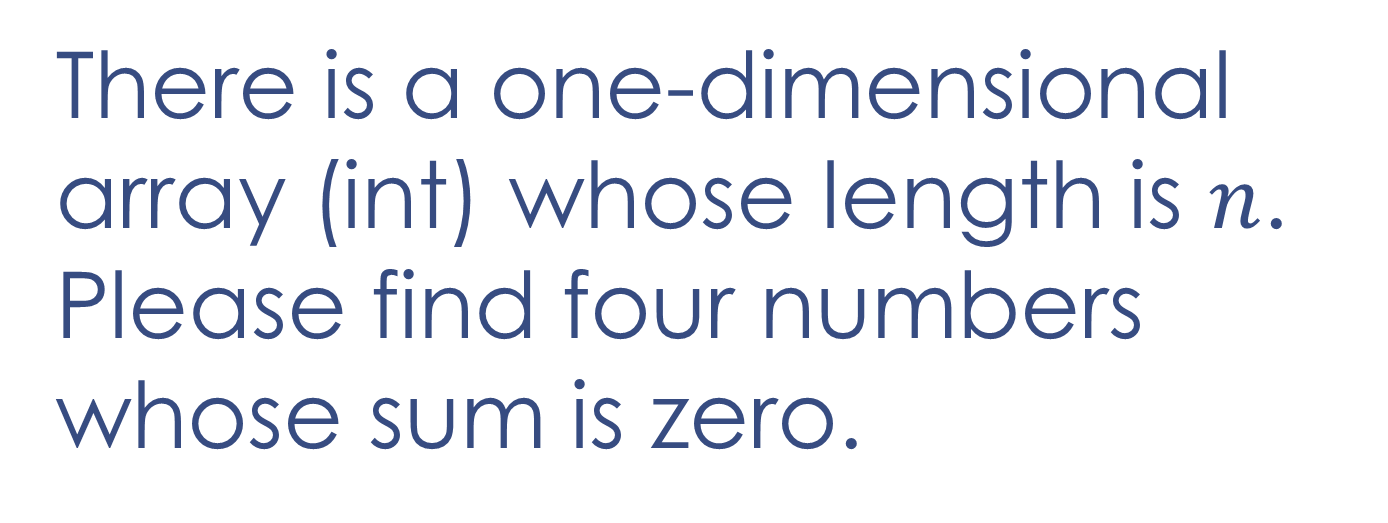 There is a one-dimensional
array (int) whose length is n.
Please find four numbers
whose sum is zero.